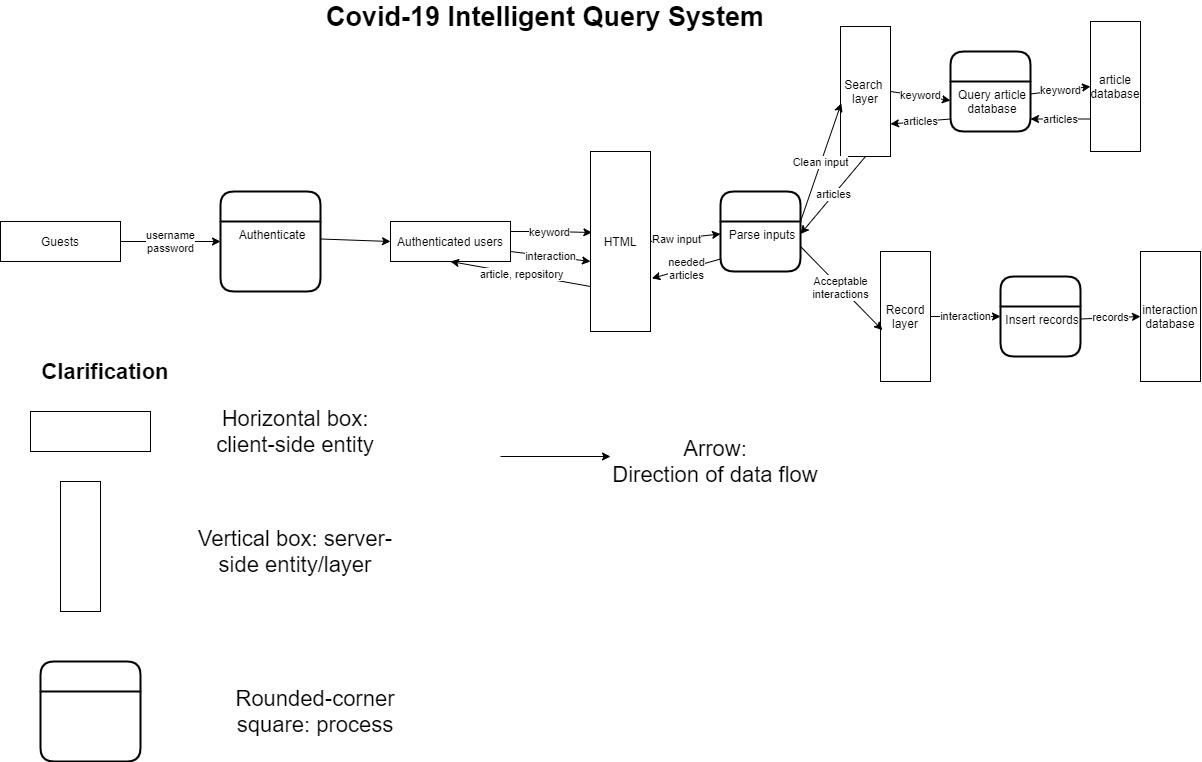 Covid-19 Intelligent Query System
Guests
username
password
Authenticate
Authenticated users
keyword
interaction
article, repository
HTML
Raw input
needed
articles
Parse inputs
Clean input
articles
Search
layer
keyword
articles
Query article
database
keyword
articles
article
database
Acceptable
interactions
Record
layer
interaction
Insert records
records
interaction
database
Clarification
Horizontal box:
client-side entity
Arrow:
Direction of data flow
Vertical box: server-
side entity/layer
Rounded-corner
square: process